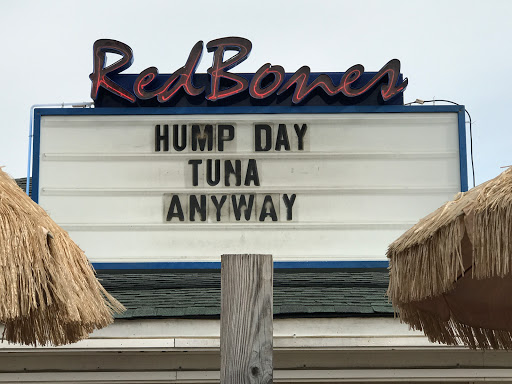 RedBones
HUMP DAY
TUNA
ANYWAY